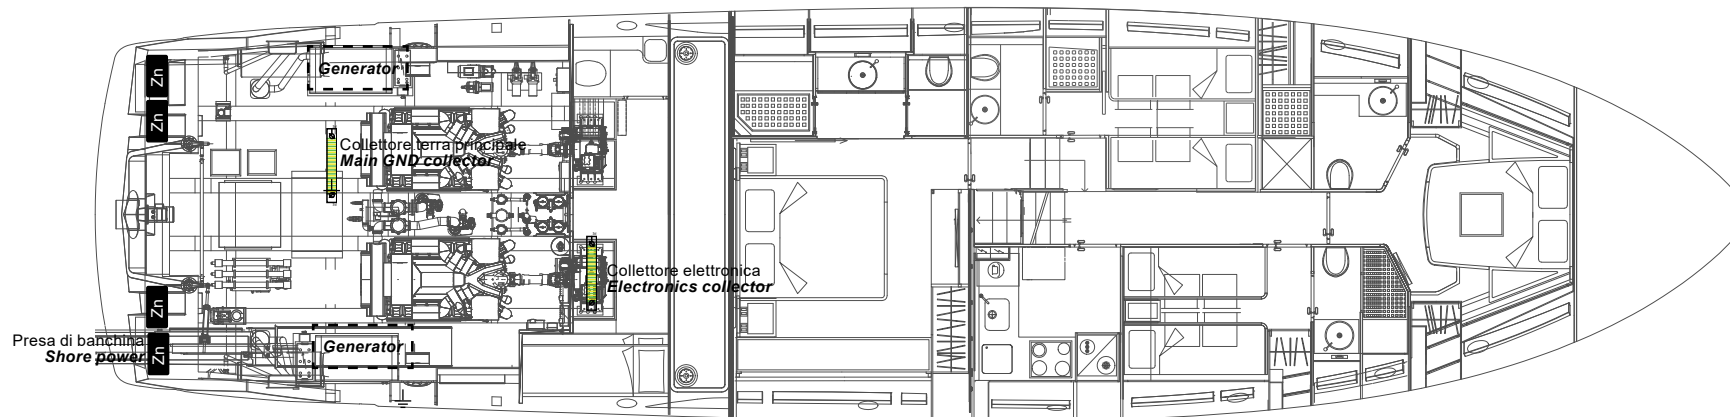 Zn
Zn
Generator
Collettore terra principale
Main GND collector
Collettore elettronica
Electronics collector
Zn
Presa di banchina
Shore power
Zn
Generator